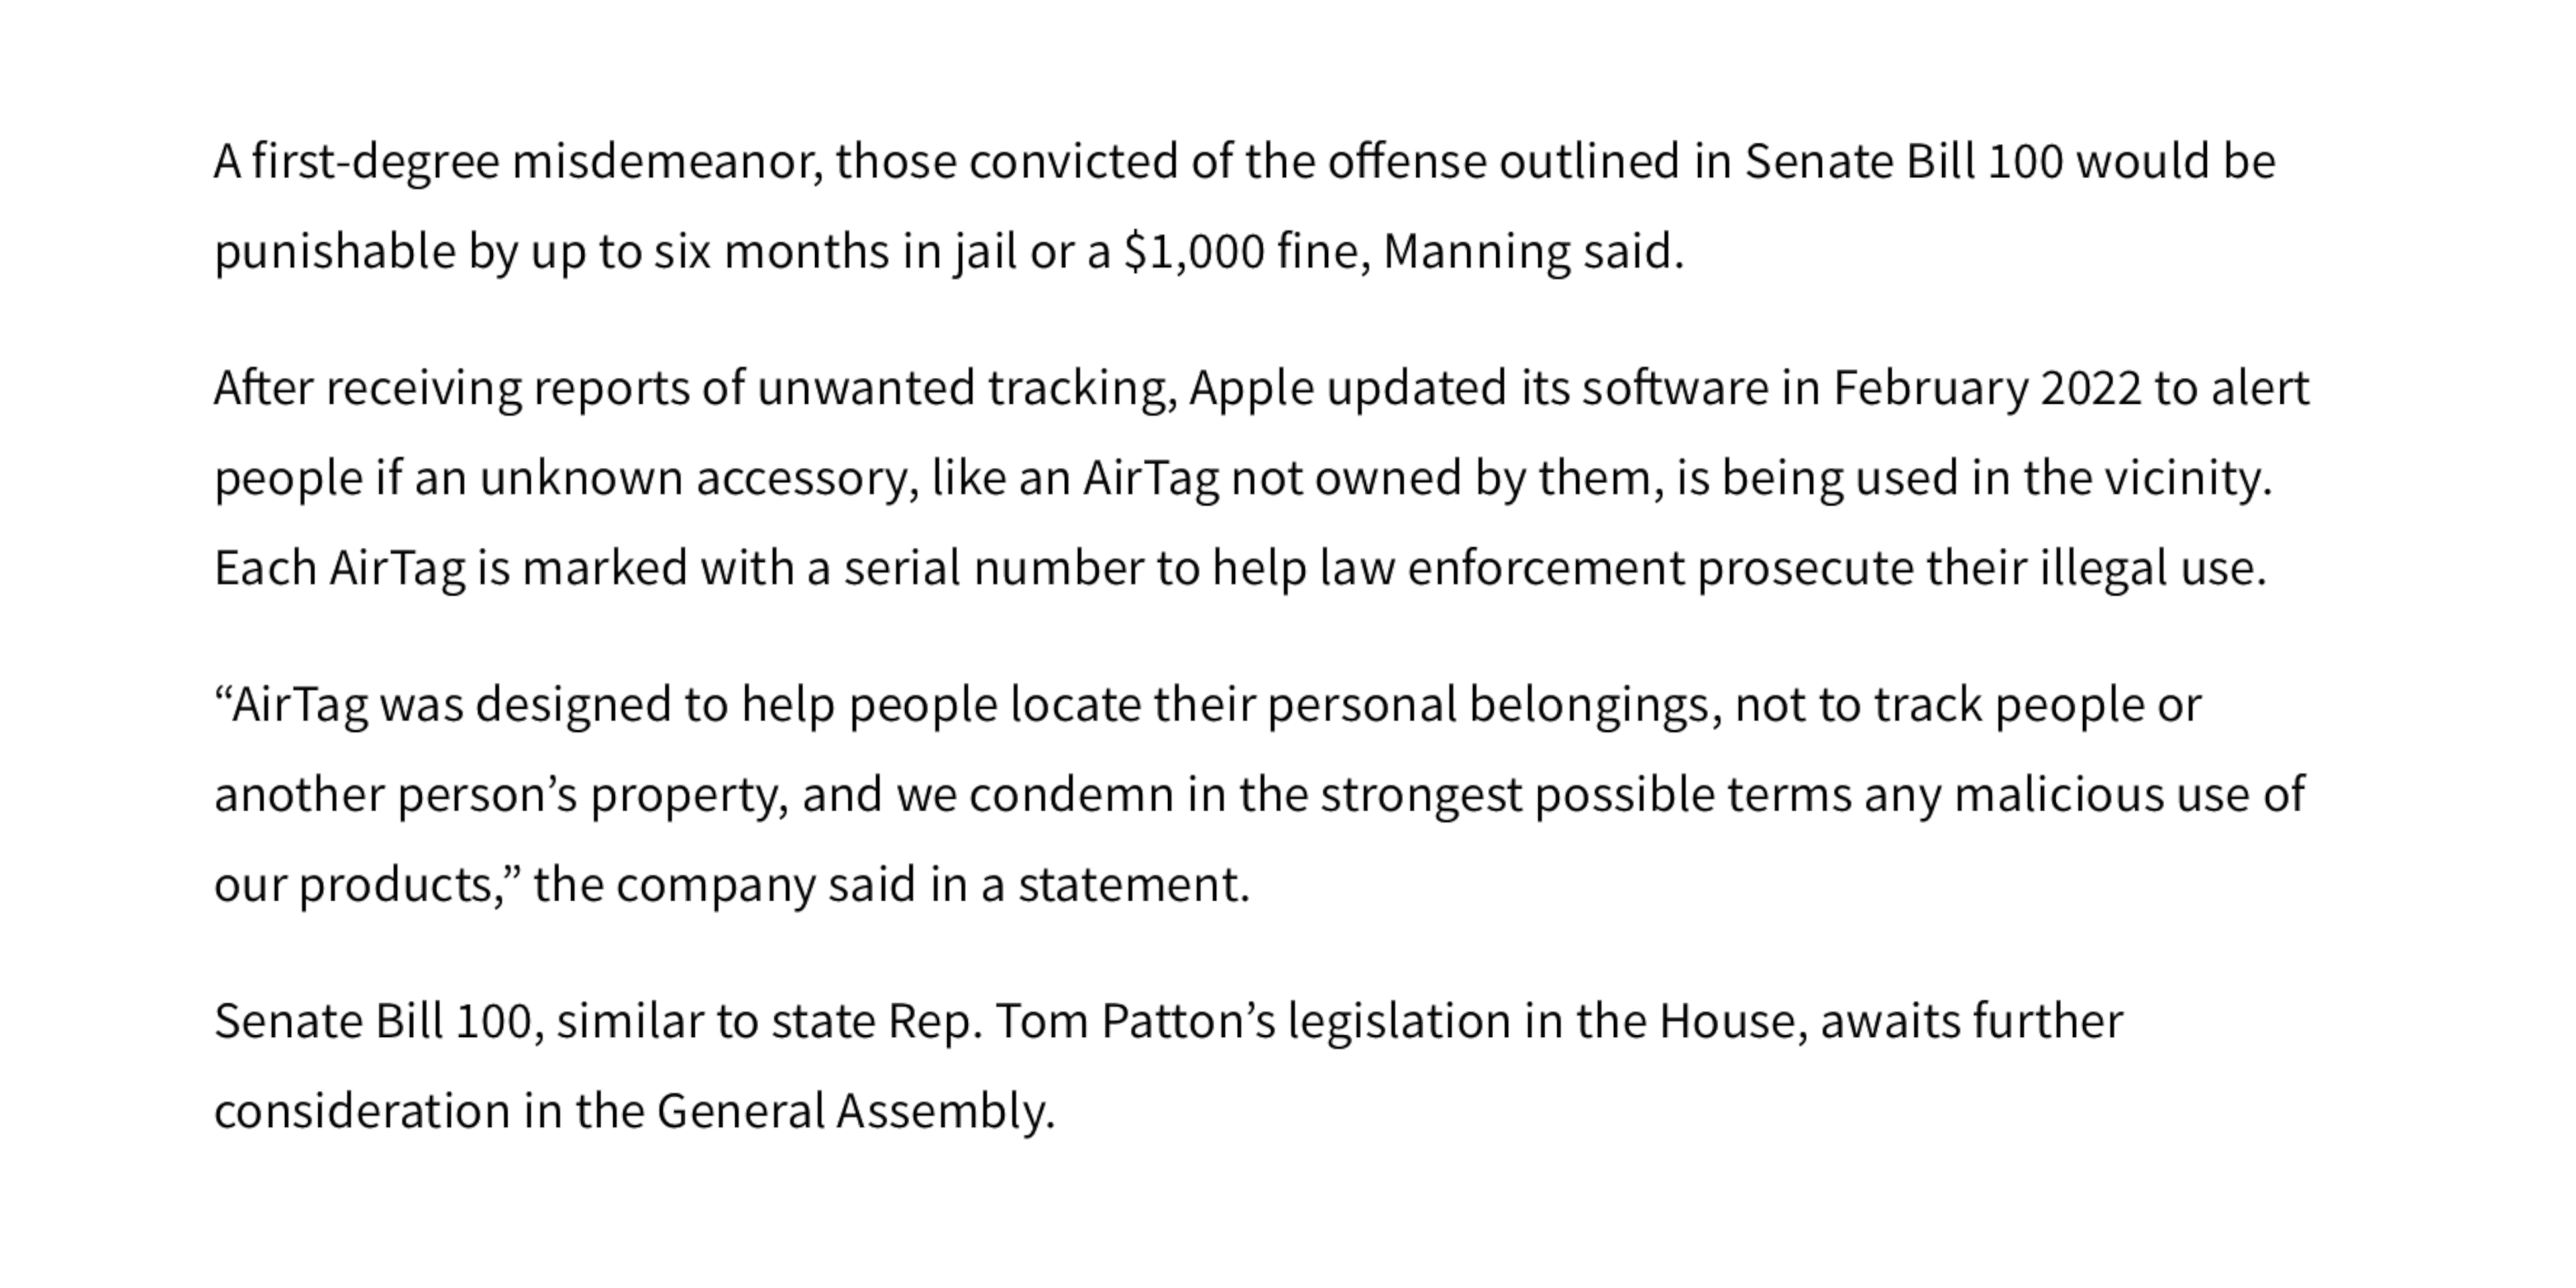 A first-degree misdemeanor, those convicted of the offense outlined in Senate Bill 100 would be
punishable by up to six months in jail or a $1,000 fine, Manning said.
After receiving reports of unwanted tracking, Apple updated its software in February 2022 to alert
people if an unknown accessory, like an AirTag not owned by them, is being used in the vicinity.
Each AirTag is marked with a serial number to help law enforcement prosecute their illegal use.
“AirTag was designed to help people locate their personal belongings, not to track people or
another person’s property, and we condemn in the strongest possible terms any malicious use of
our products,” the company said in a statement.
Senate Bill 100, similar to state Rep. Tom Patton’s legislation in the House, awaits further
consideration in the General Assembly.